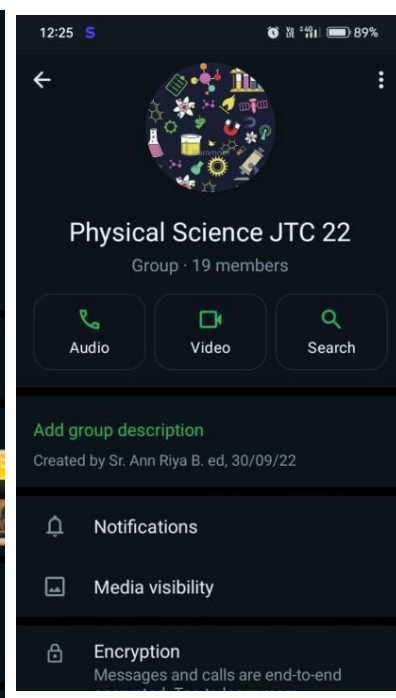 12:25 S 89%
Physical Science JTC 22
Group · 19 members
Audio
Video
Search
Add group description
Created by Sr. Ann Riya B. ed, 30/09/22
Notifications
Media visibility
Encryption
Messages and calls are end-to-end